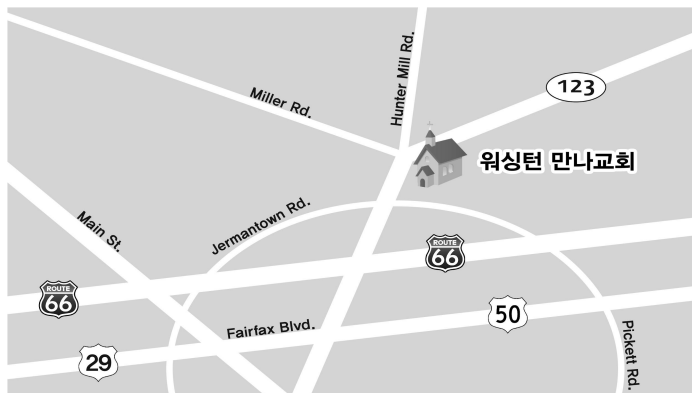 Hunter Mill Rd.
Miller Rd.
123
워싱턴 만나교회
Jermantown Rd.
Main St.
ROUTE
66
ROUTE
66
Fairfax Blvd.
50
29
Pickett Rd.